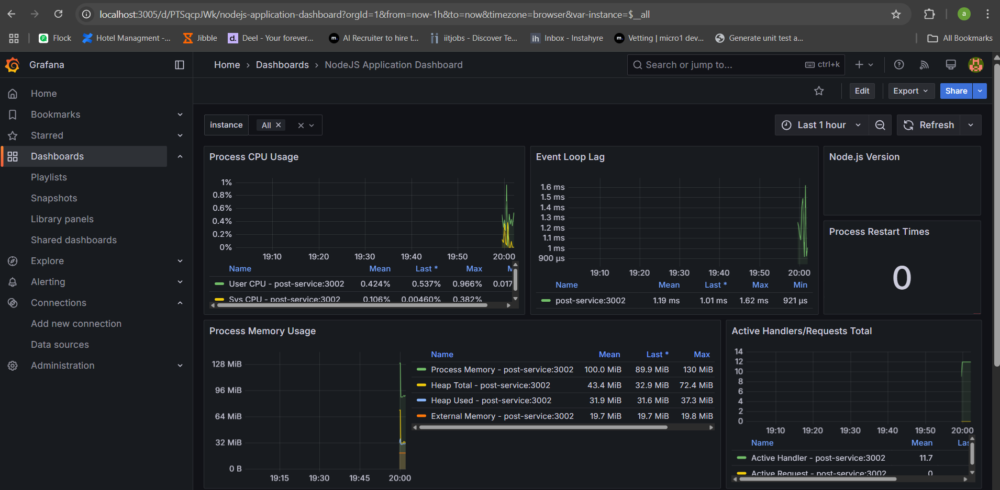 localhost:3005/d/PTSqcpJWk/nodejs-application-dashboard?orgId=1&from=now-1h&to=now&timezone=browser&var-instance=$__all
a
Flock
Hotel Managment -...
Jibble
d. Deel - Your forever...
m. AI Recruiter to hire t...
iitjobs - Discover Te...
ih Inbox - Instahyre
m. Vetting | micro1 dev...
Generate unit test a...
All Bookmarks
Grafana
Home > Dashboards > NodeJS Application Dashboard
Search or jump to...
ctrl+k
Edit
Export
Share
Home
Bookmarks
Starred
Dashboards
Playlists
Snapshots
Library panels
Shared dashboards
Explore
Alerting
Connections
Add new connection
Data sources
Administration
instance
All
Last 1 hour
Refresh
Process CPU Usage
1%
0.8%
0.6%
0.4%
0.2%
0%
19:10 19:20 19:30 19:40 19:50 20:00
Name Mean Last * Max M
User CPU - post-service:3002 0.424% 0.537% 0.966% 0.017
Sys CPU - post-service:3002 0.106% 0.00460% 0.382%
Event Loop Lag
1.6 ms
1.5 ms
1.4 ms
1.3 ms
1.2 ms
1.1 ms
1 ms
900 µs
19:10 19:20 19:30 19:40 19:50 20:00
Name Mean Last * Max Min
post-service:3002 1.19 ms 1.01 ms 1.62 ms 921 µs
Node.js Version
Process Restart Times
0
Process Memory Usage
128 MiB
96 MiB
64 MiB
32 MiB
0 B
19:15 19:30 19:45 20:00
Name Mean Last * Max
Process Memory - post-service:3002 100.0 MiB 89.9 MiB 130 MiB
Heap Total - post-service:3002 43.4 MiB 32.9 MiB 72.4 MiB
Heap Used - post-service:3002 31.9 MiB 31.6 MiB 37.3 MiB
External Memory - post-service:3002 19.7 MiB 19.7 MiB 19.8 MiB
Active Handlers/Requests Total
14
12
10
8
6
4
2
0
19:10 19:20 19:30 19:40 19:50 20:00
Name Mean Las
Active Handler - post-service:3002 11.7
Active Request - post-service:3002 0